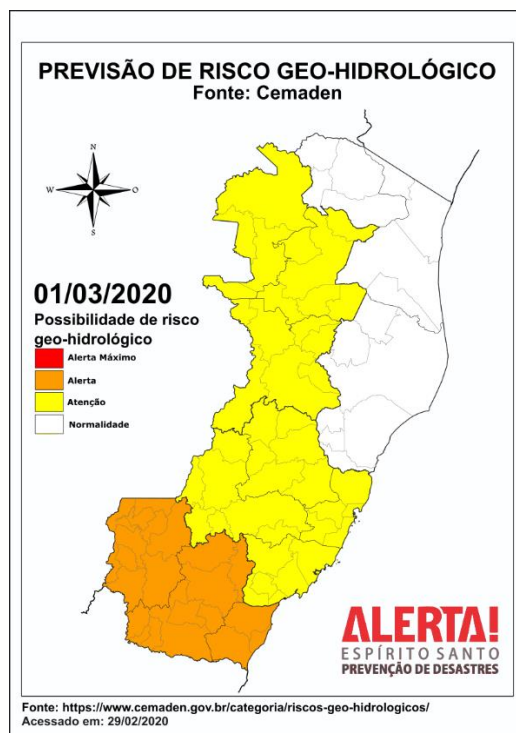 PREVISÃO DE RISCO GEO-HIDROLÓGICO
Fonte: Cemaden
N
W
O
S
01/03/2020
Possibilidade de risco
geo-hidrológico
Alerta Máximo
Alerta
Atenção
Normalidade
ALERTA!
ESPÍRITO SANTO
PREVENÇÃO DE DESASTRES
Fonte: https://www.cemaden.gov.br/categoria/riscos-geo-hidrologicos/
Acessado em: 29/02/2020